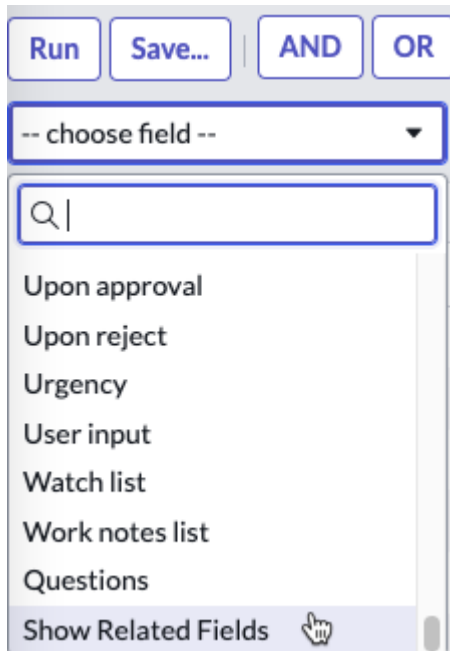 Run Save... AND OR
-- choose field --
Upon approval
Upon reject
Urgency
User input
Watch list
Work notes list
Questions
Show Related Fields